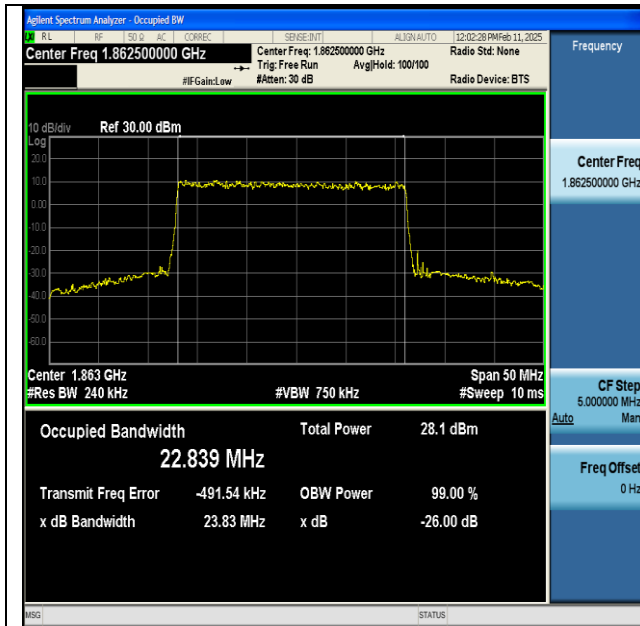 Agilent Spectrum Analyzer - Occupied BW
RL RF 50 Ω AC CORREC SENSE:INT ALIGN AUTO 12:02:28 PM Feb 11, 2025
Center Freq 1.862500000 GHz
Center Freq: 1.862500000 GHz
Radio Std: None
Trig: Free Run Avg|Hold: 100/100
#IFGain:Low #Atten: 30 dB Radio Device: BTS
10 dB/div Ref 30.00 dBm
Log
20.0
10.0
0.00
-10.0
-20.0
-30.0
-40.0
-50.0
-60.0
Center 1.863 GHz Span 50 MHz
#Res BW 240 kHz #VBW 750 kHz #Sweep 10 ms
Occupied Bandwidth Total Power 28.1 dBm
22.839 MHz
Transmit Freq Error -491.54 kHz OBW Power 99.00 %
x dB Bandwidth 23.83 MHz x dB -26.00 dB
MSG STATUS
Frequency
Center Freq
1.862500000 GHz
CF Step
5.000000 MHz
Auto Man
Freq Offset
0 Hz